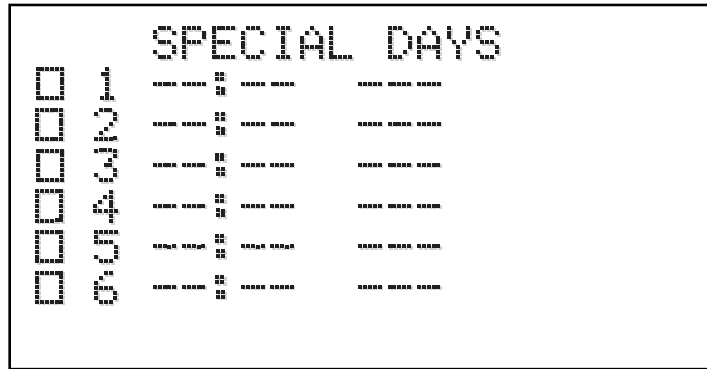 SPECIAL DAYS
□ 1 --:-- ---
□ 2 --:-- ---
□ 3 --:-- ---
□ 4 --:-- ---
□ 5 --:-- ---
□ 6 --:-- ---